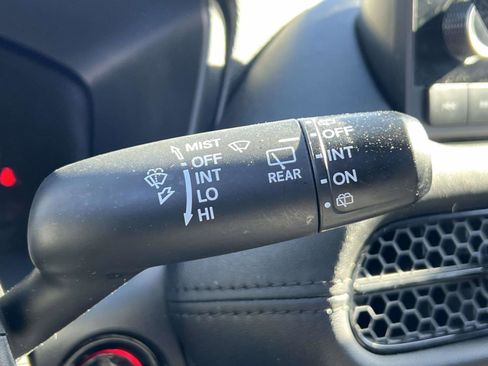 MIST
OFF
INT
LO
HI
REAR
OFF
INT
ON